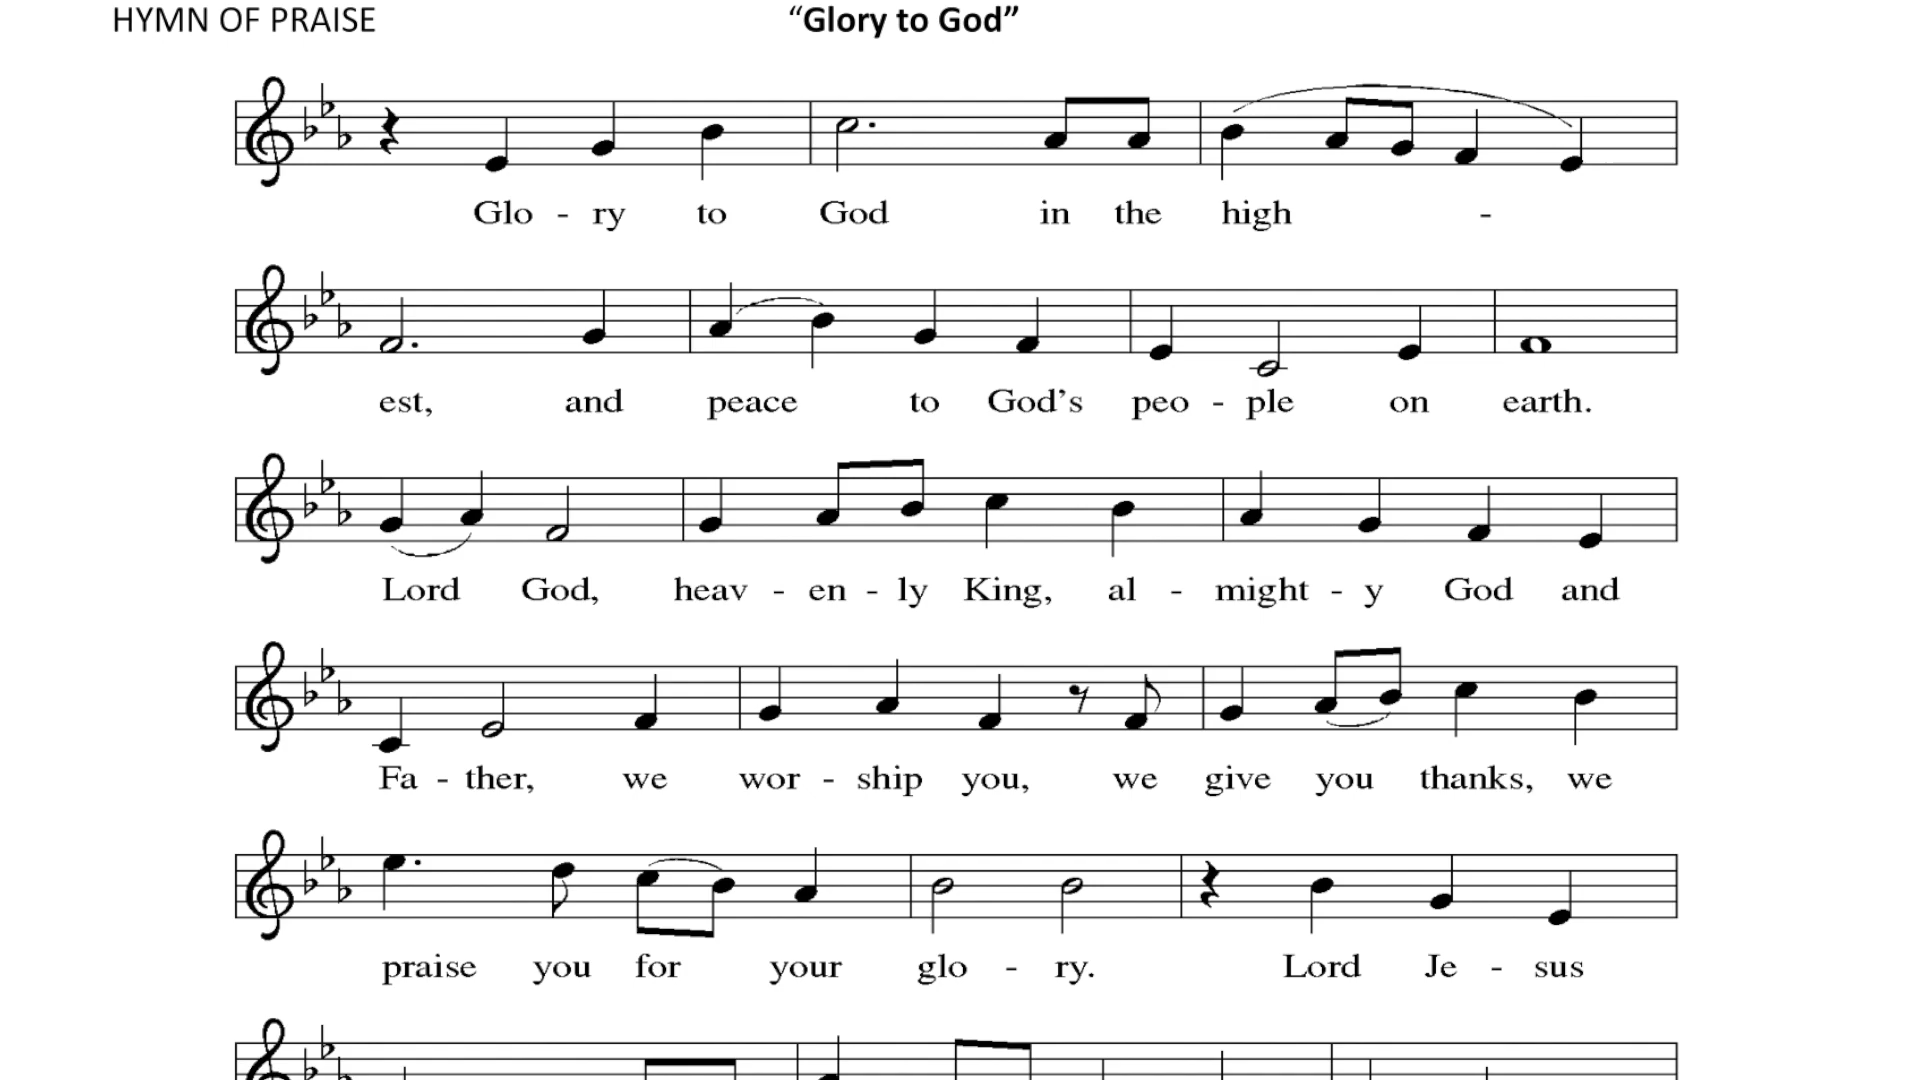 HYMN OF PRAISE “Glory to God”
Glo - ry to God in the high -
est, and peace to God’s peo - ple on earth.
Lord God, heav - en - ly King, al - might - y God and
Fa - ther, we wor - ship you, we give you thanks, we
praise you for your glo - ry. Lord Je - sus